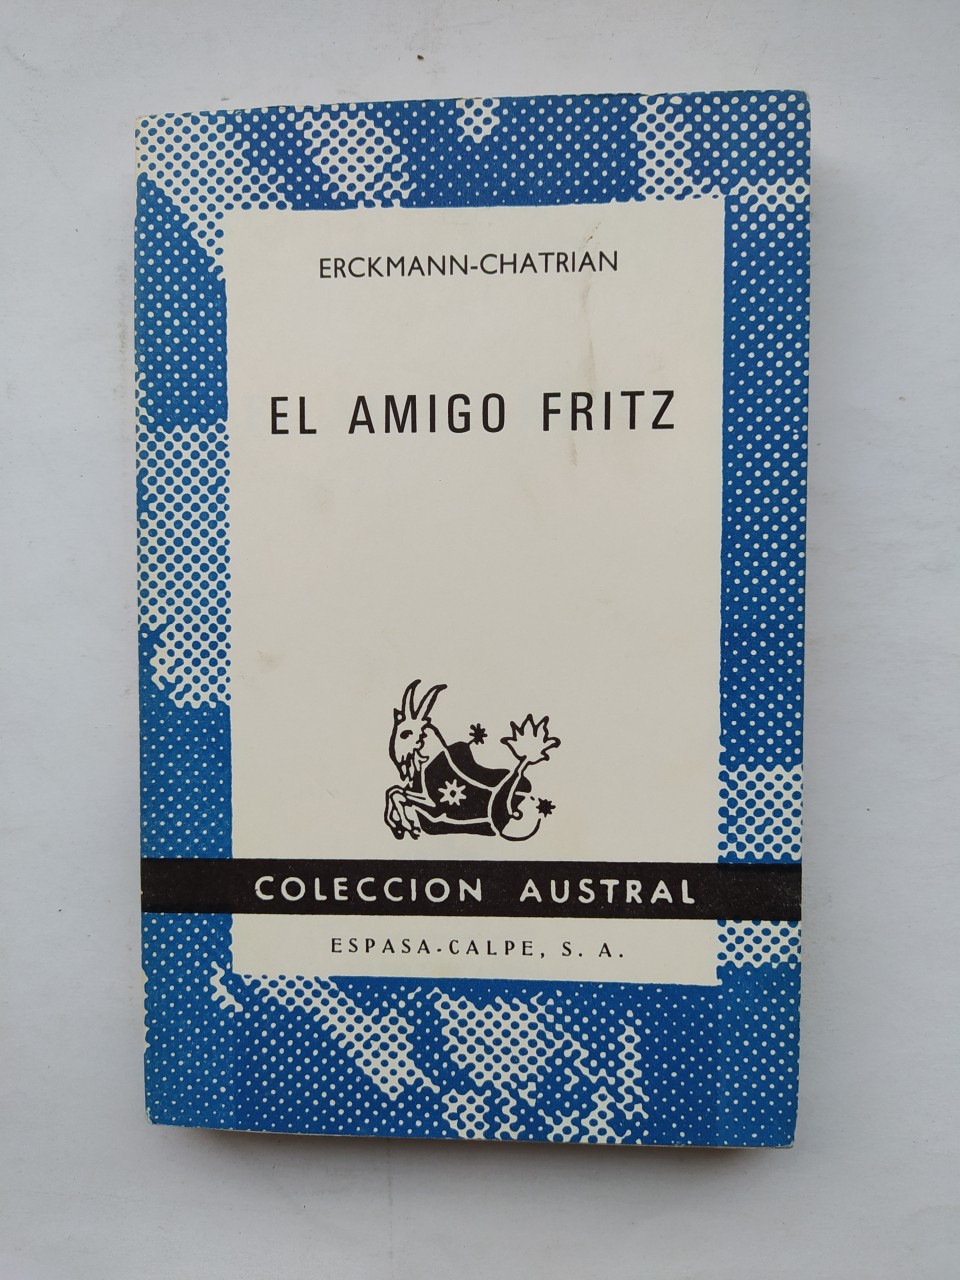 ERCKMANN-CHATRIAN
EL AMIGO FRITZ
COLECCION AUSTRAL
ESPASA-CALPE, S. A.